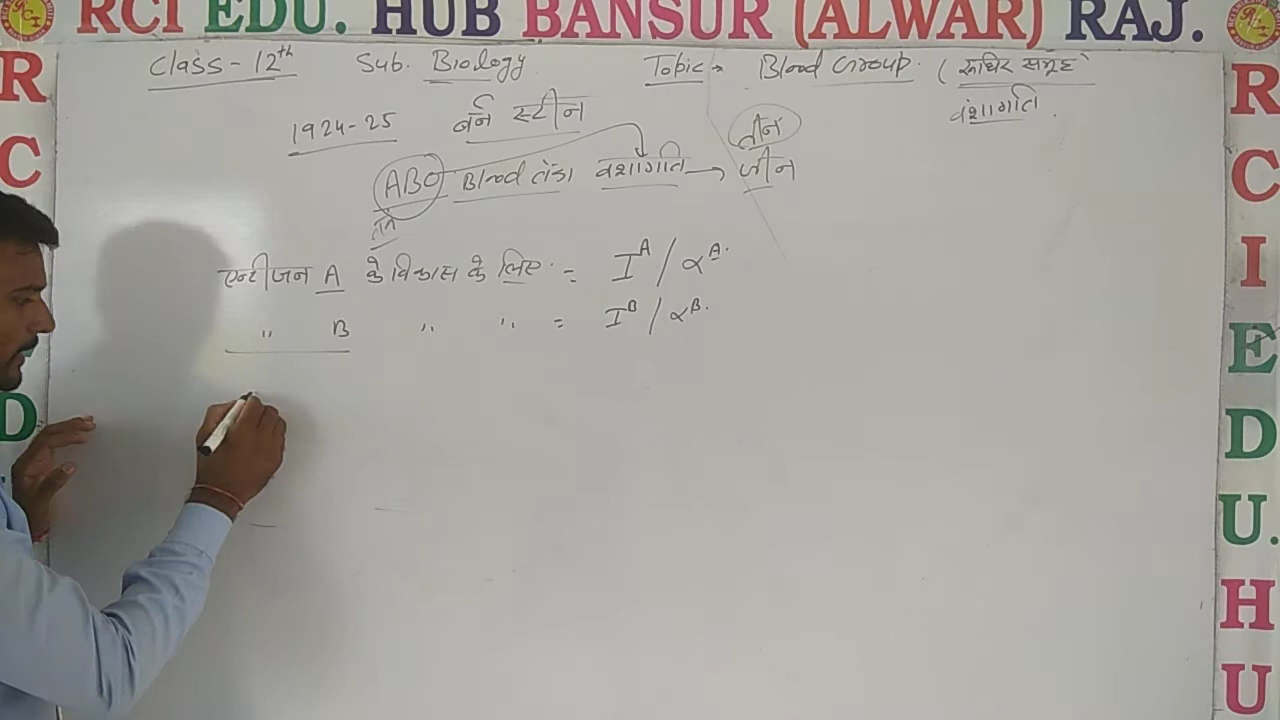 RCI EDU. HUB BANSUR (ALWAR) RAJ.
Class - 12th Sub. Biology Topic → Blood Group. (रूधिर समूह
वंशागति
1924-25 बर्न स्टीन
तीन
ABO Blood तंत्र वंशागति → जीन
एन्टीजन A के विकास के लिए = I^A / α^A.
" B " " = I^B / α^B.
R
C
D
R
C
I
E
D
U.
H
U